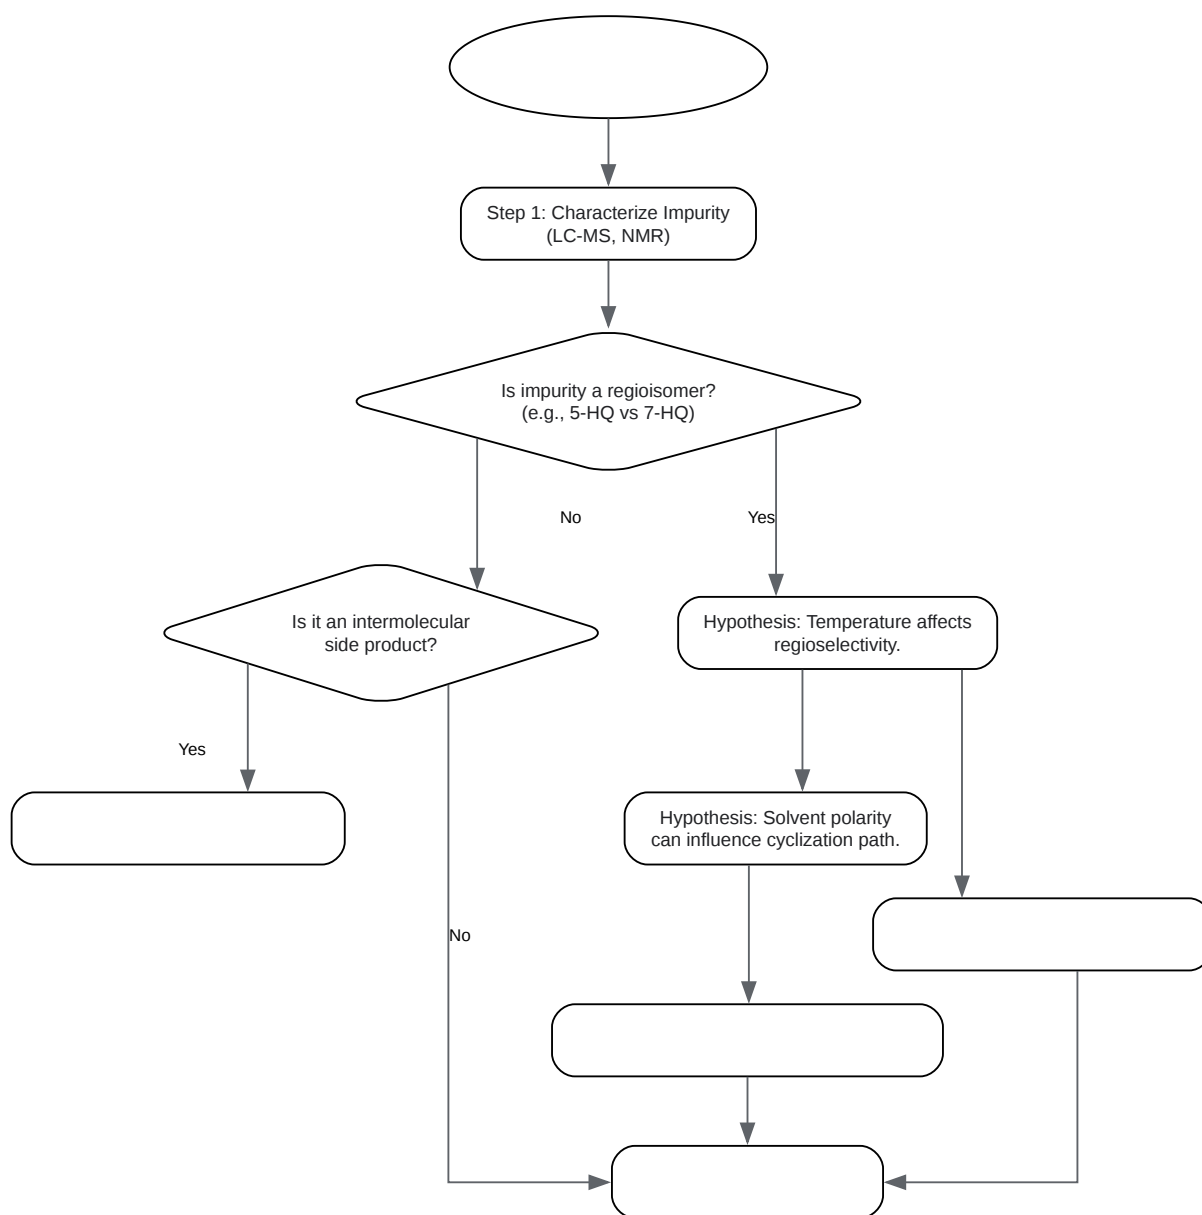 Step 1: Characterize Impurity
(LC-MS, NMR)
Is impurity a regioisomer?
(e.g., 5-HQ vs 7-HQ)
No
Yes
Is it an intermolecular
side product?
Hypothesis: Temperature affects
regioselectivity.
Yes
Hypothesis: Solvent polarity
can influence cyclization path.
No